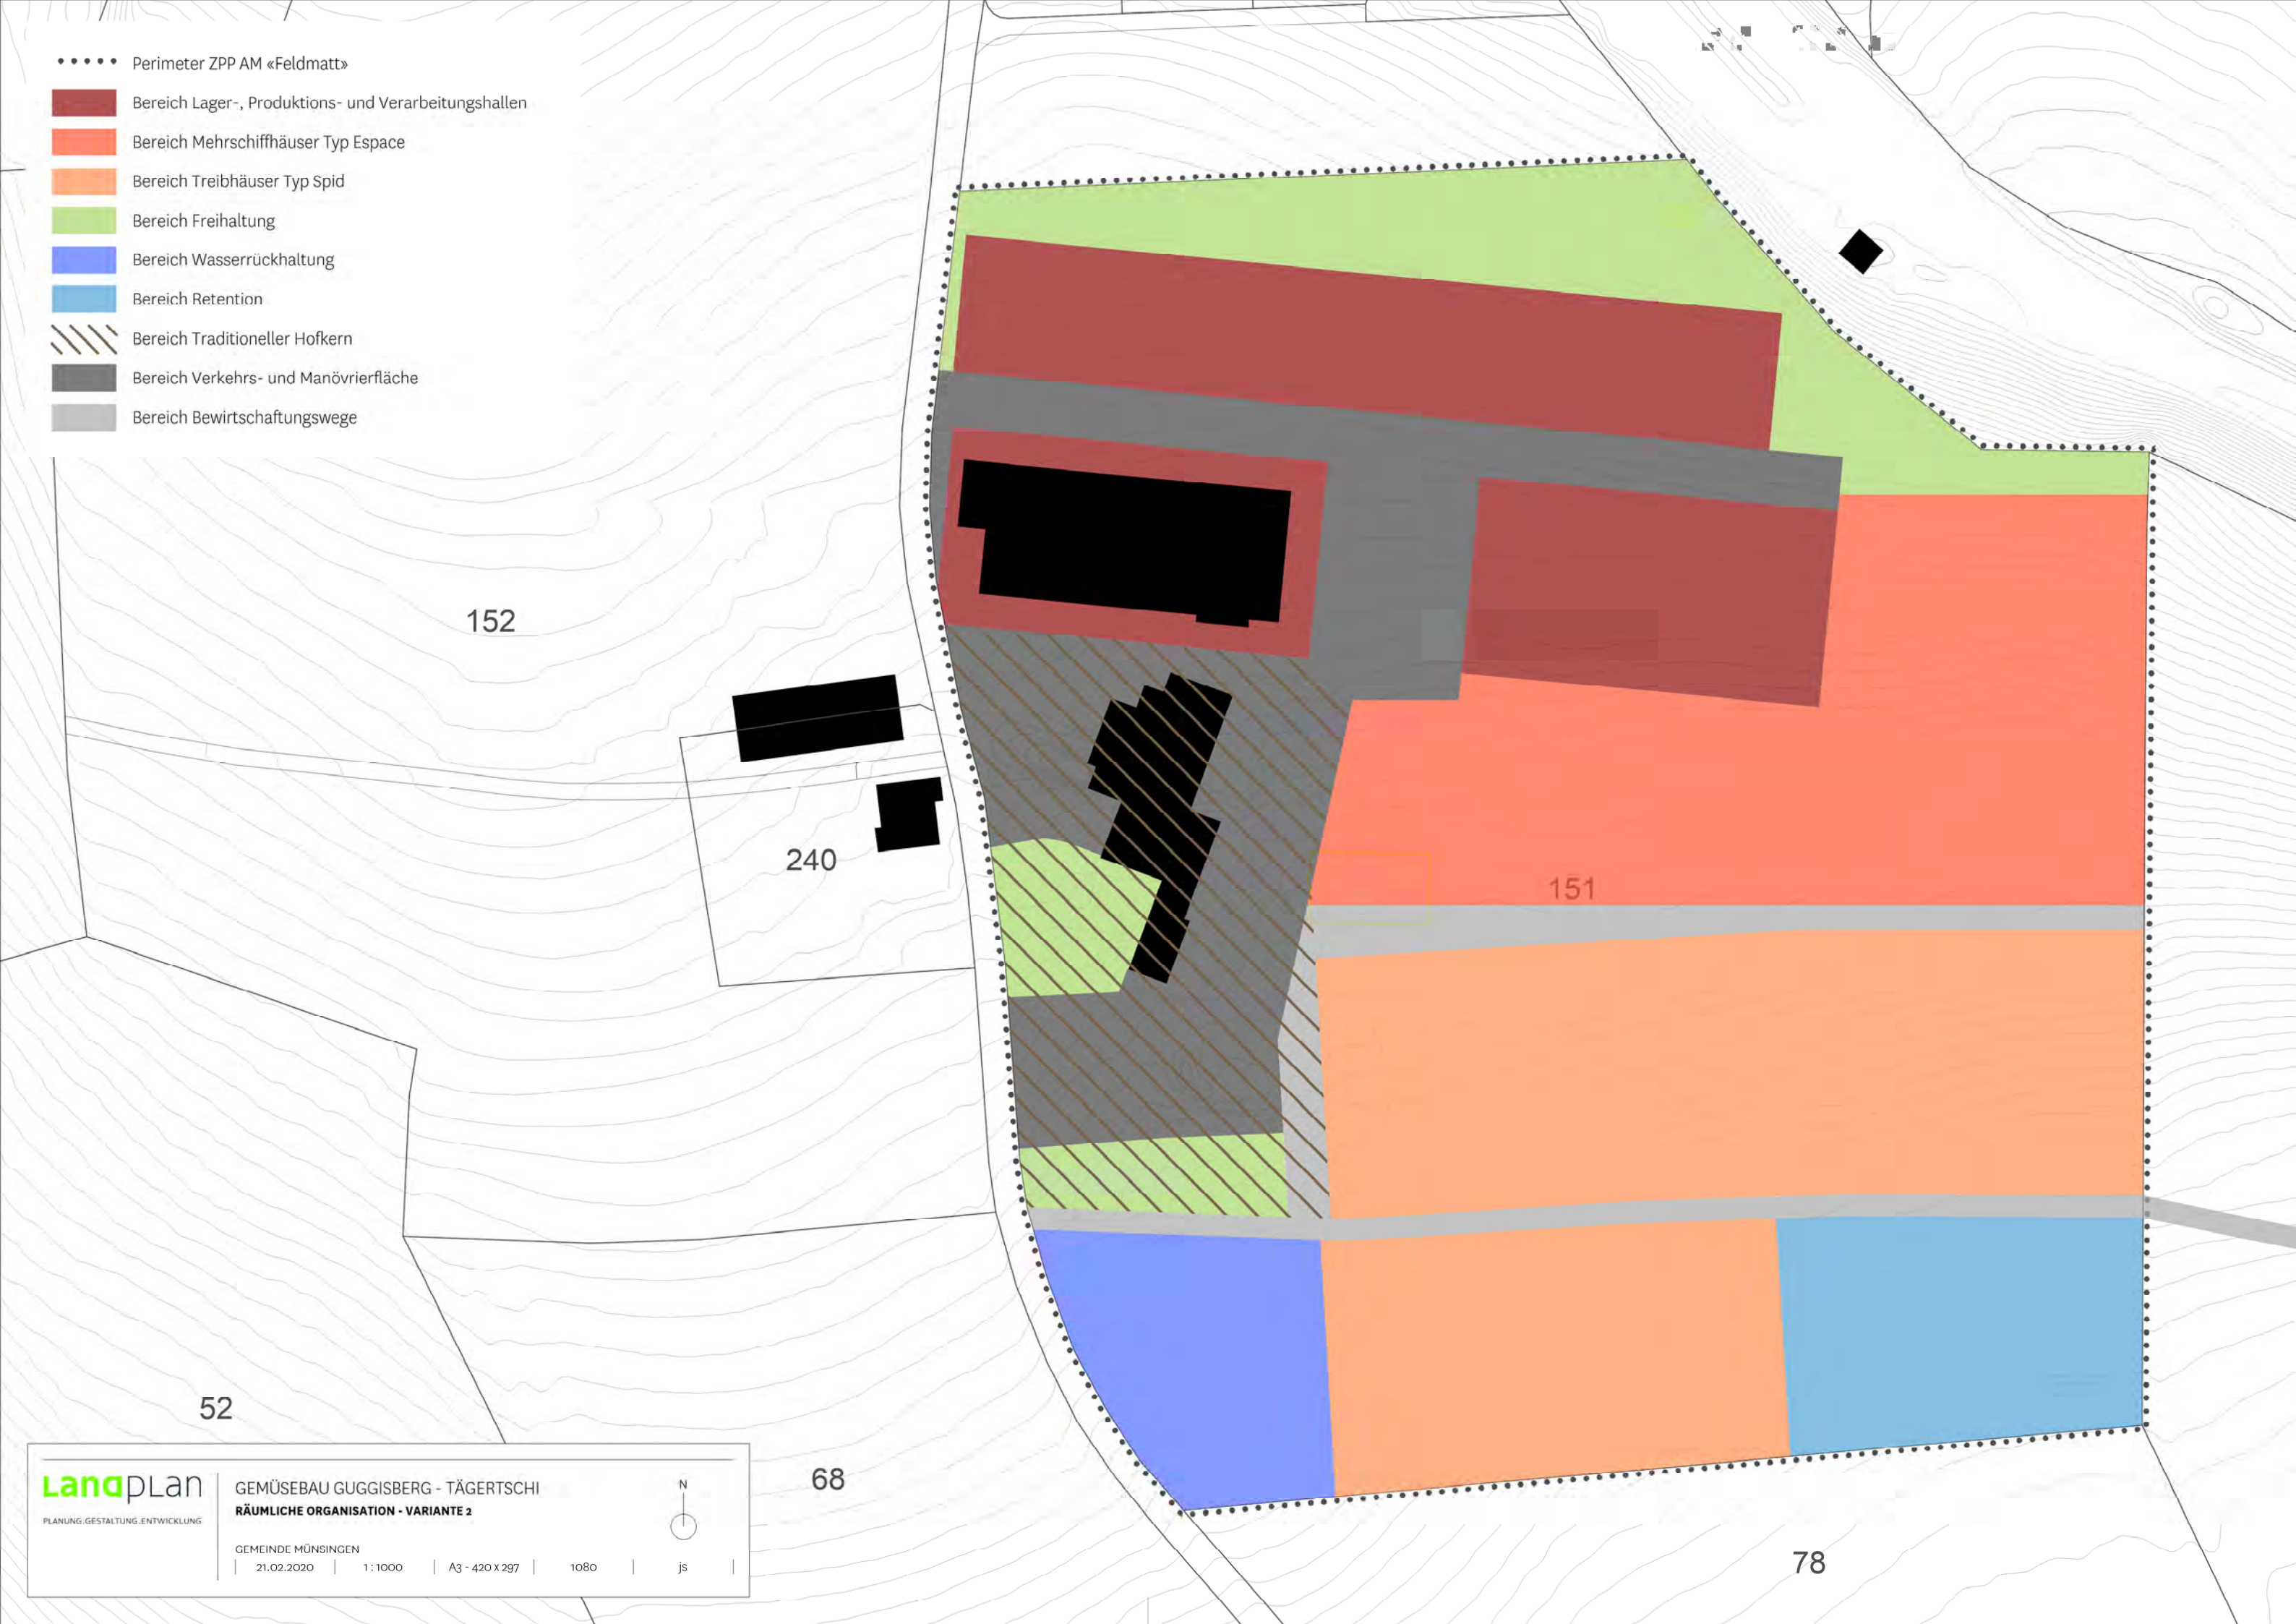 Perimeter ZPP AM «Feldmatt»
Bereich Lager-, Produktions- und Verarbeitungshallen
Bereich Mehrschiffhäuser Typ Espace
Bereich Treibhäuser Typ Spid
Bereich Freihaltung
Bereich Wasserrückhaltung
Bereich Retention
Bereich Traditioneller Hofkern
Bereich Verkehrs- und Manövrierfläche
Bereich Bewirtschaftungswege
152
240
151
52
68
78
Landplan
PLANUNG.GESTALTUNG.ENTWICKLUNG
GEMÜSEBAU GUGGISBERG - TÄGERTSCHI
RÄUMLICHE ORGANISATION - VARIANTE 2
N
GEMEINDE MÜNSINGEN
21.02.2020 | 1 : 1000 | A3 - 420 x 297 | 1080 | js